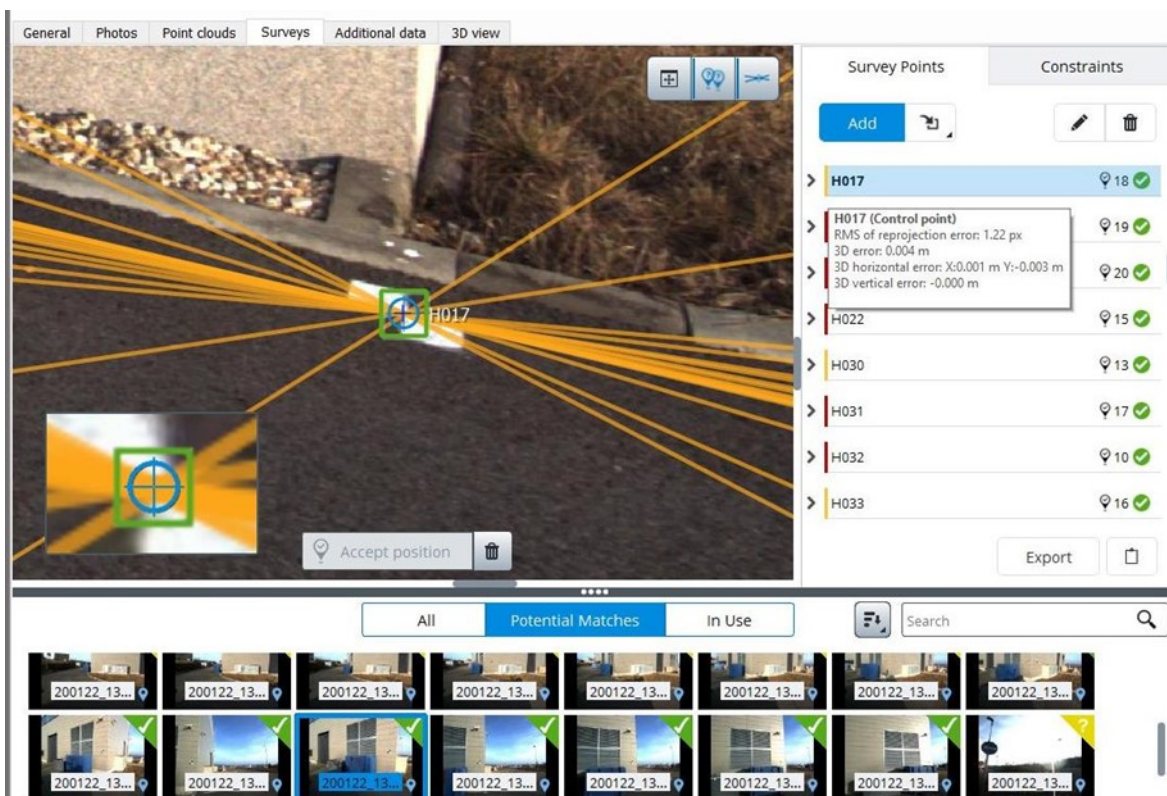 General Photos Point clouds Surveys Additional data 3D view
Survey Points Constraints
Add
H017 18
H017 (Control point)
RMS of reprojection error: 1.22 px
3D error: 0.004 m
3D horizontal error: X:0.001 m Y:-0.003 m
3D vertical error: -0.000 m
19
20
H022 15
H030 13
H031 17
H032 10
H033 16
Export
H017
Accept position
All Potential Matches In Use
Search
200122_13... 200122_13... 200122_13... 200122_13... 200122_13... 200122_13... 200122_13... 200122_13...
200122_13... 200122_13... 200122_13... 200122_13... 200122_13... 200122_13... 200122_13... 200122_13...